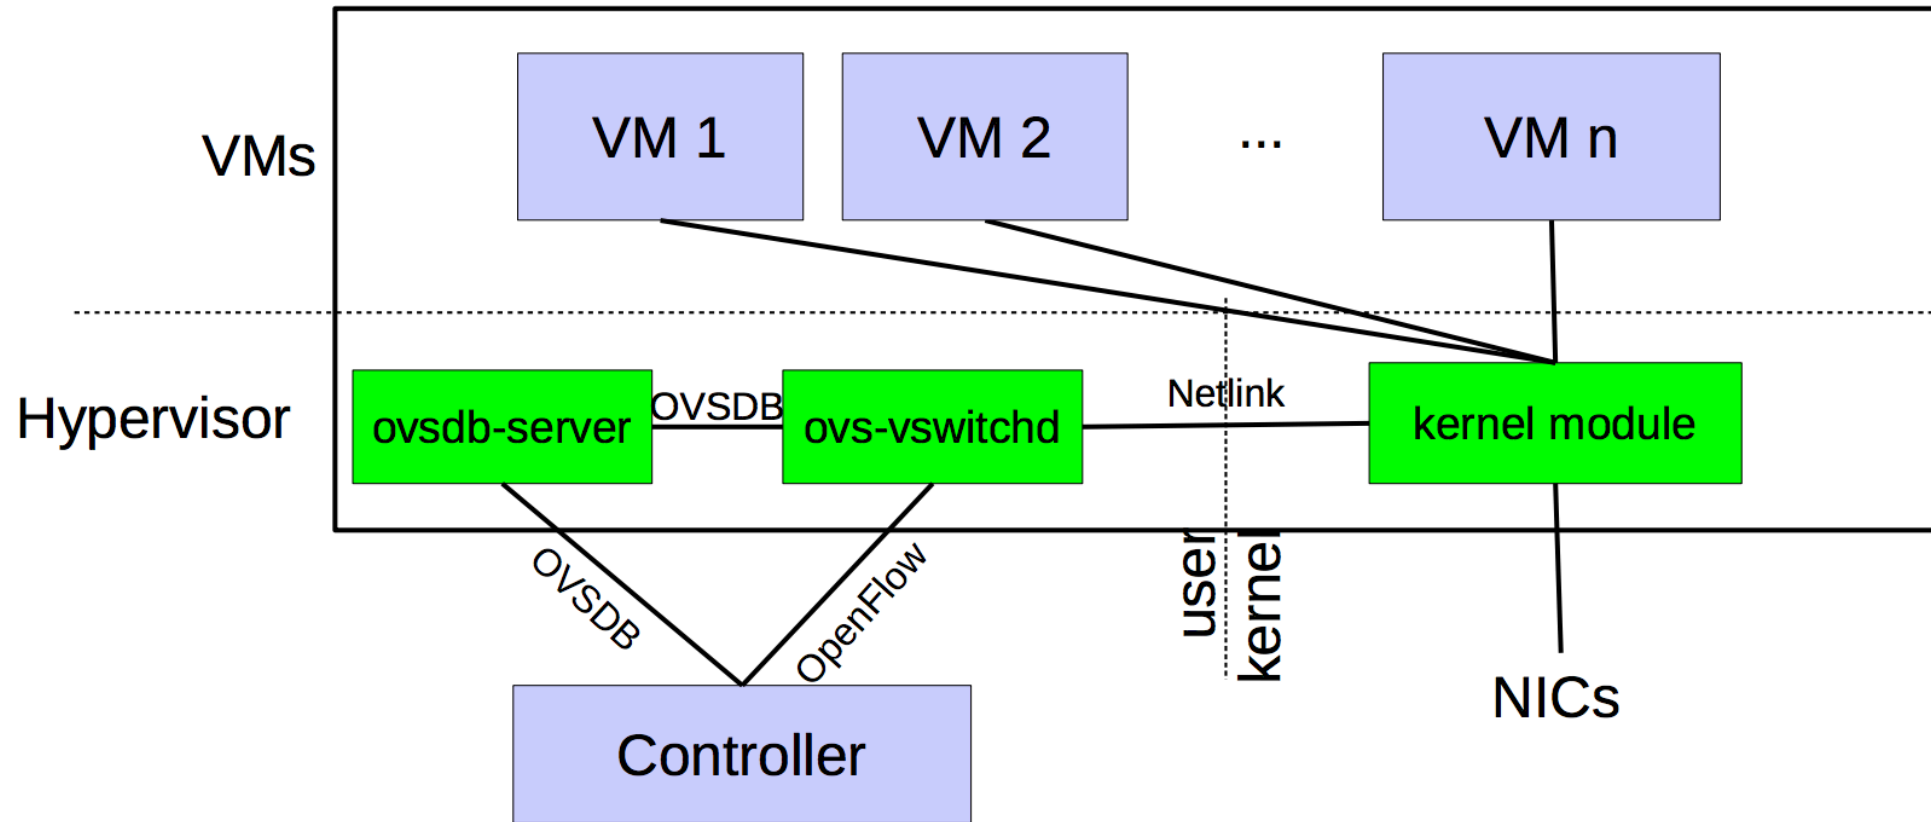 VMs
VM 1
VM 2
...
VM n
Hypervisor
ovsdb-server
OVSDB
ovs-vswitchd
Netlink
kernel module
OVSDB
OpenFlow
user
kernel
NICs
Controller